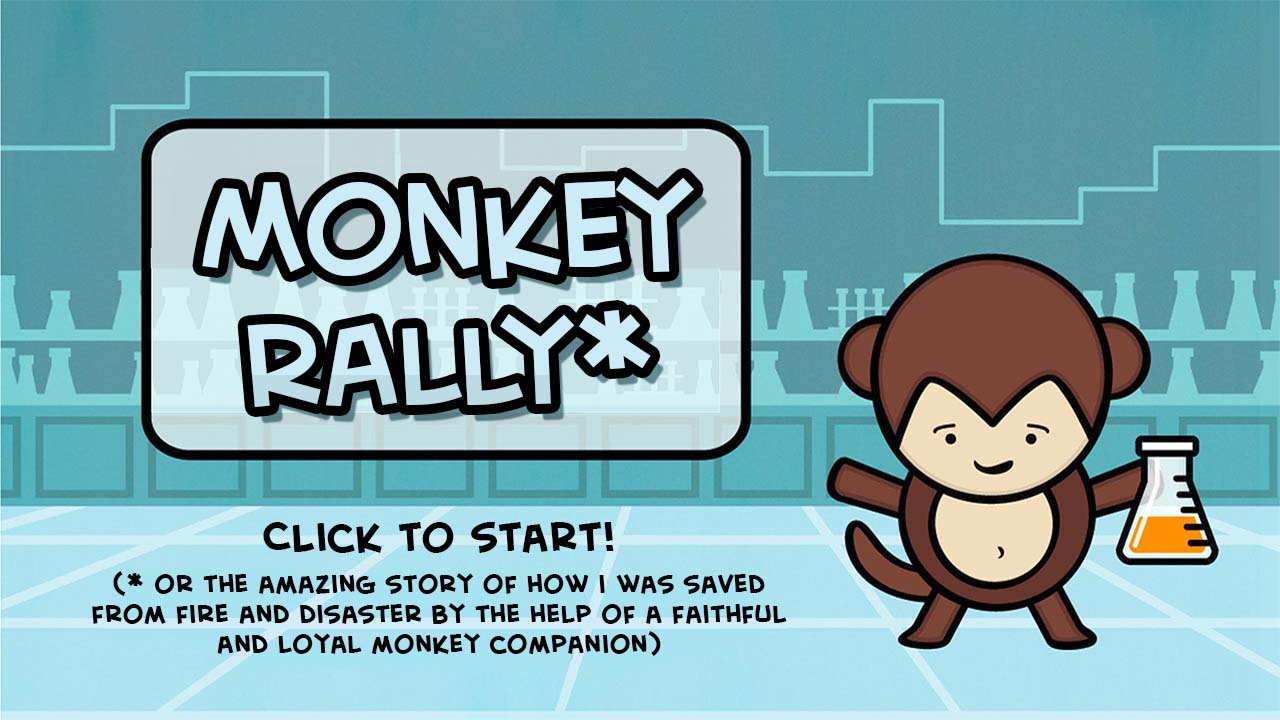 MONKEY
RALLY*
CLICK TO START!
(* OR THE AMAZING STORY OF HOW I WAS SAVED
FROM FIRE AND DISASTER BY THE HELP OF A FAITHFUL
AND LOYAL MONKEY COMPANION)